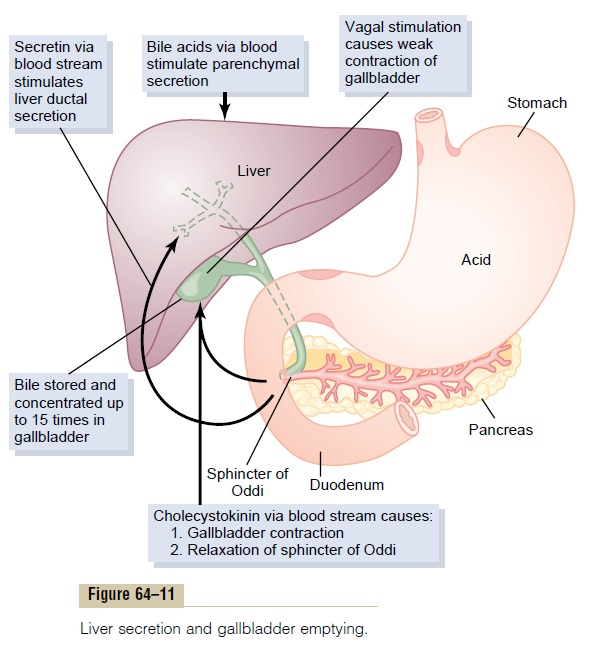 Secretin via
blood stream
stimulates
liver ductal
secretion
Bile acids via blood
stimulate parenchymal
secretion
Vagal stimulation
causes weak
contraction of
gallbladder
Stomach
Liver
Acid
Bile stored and
concentrated up
to 15 times in
gallbladder
Pancreas
Sphincter of
Oddi
Duodenum
Cholecystokinin via blood stream causes:
1. Gallbladder contraction
2. Relaxation of sphincter of Oddi
Figure 64–11
Liver secretion and gallbladder emptying.